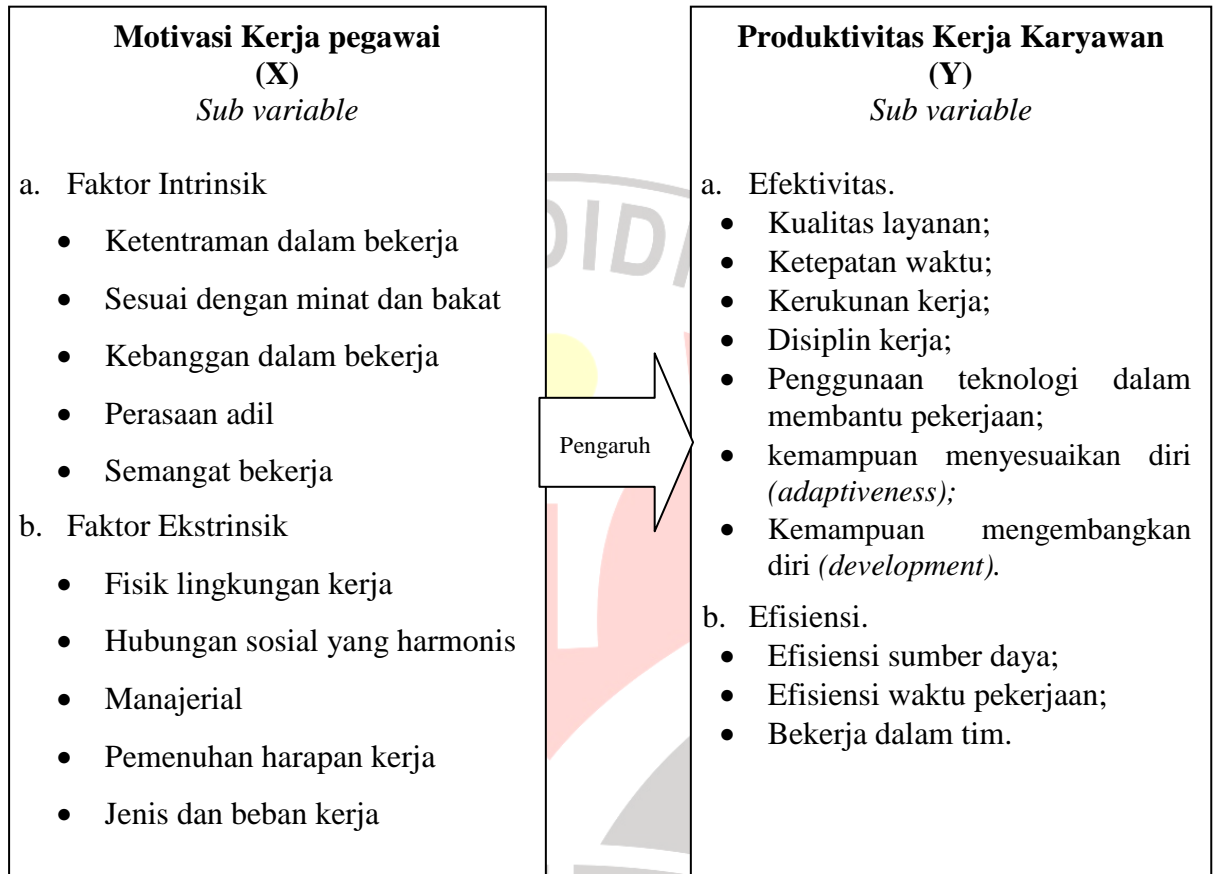 Motivasi Kerja pegawai
(X)
Sub variable
a. Faktor Intrinsik
• Ketentraman dalam bekerja
• Sesuai dengan minat dan bakat
• Kebanggan dalam bekerja
• Perasaan adil
• Semangat bekerja
b. Faktor Ekstrinsik
• Fisik lingkungan kerja
• Hubungan sosial yang harmonis
• Manajerial
• Pemenuhan harapan kerja
• Jenis dan beban kerja
Pengaruh
Produktivitas Kerja Karyawan
(Y)
Sub variable
a. Efektivitas.
• Kualitas layanan;
• Ketepatan waktu;
• Kerukunan kerja;
• Disiplin kerja;
• Penggunaan teknologi dalam
membantu pekerjaan;
• kemampuan menyesuaikan diri
(adaptiveness);
• Kemampuan mengembangkan
diri (development).
b. Efisiensi.
• Efisiensi sumber daya;
• Efisiensi waktu pekerjaan;
• Bekerja dalam tim.